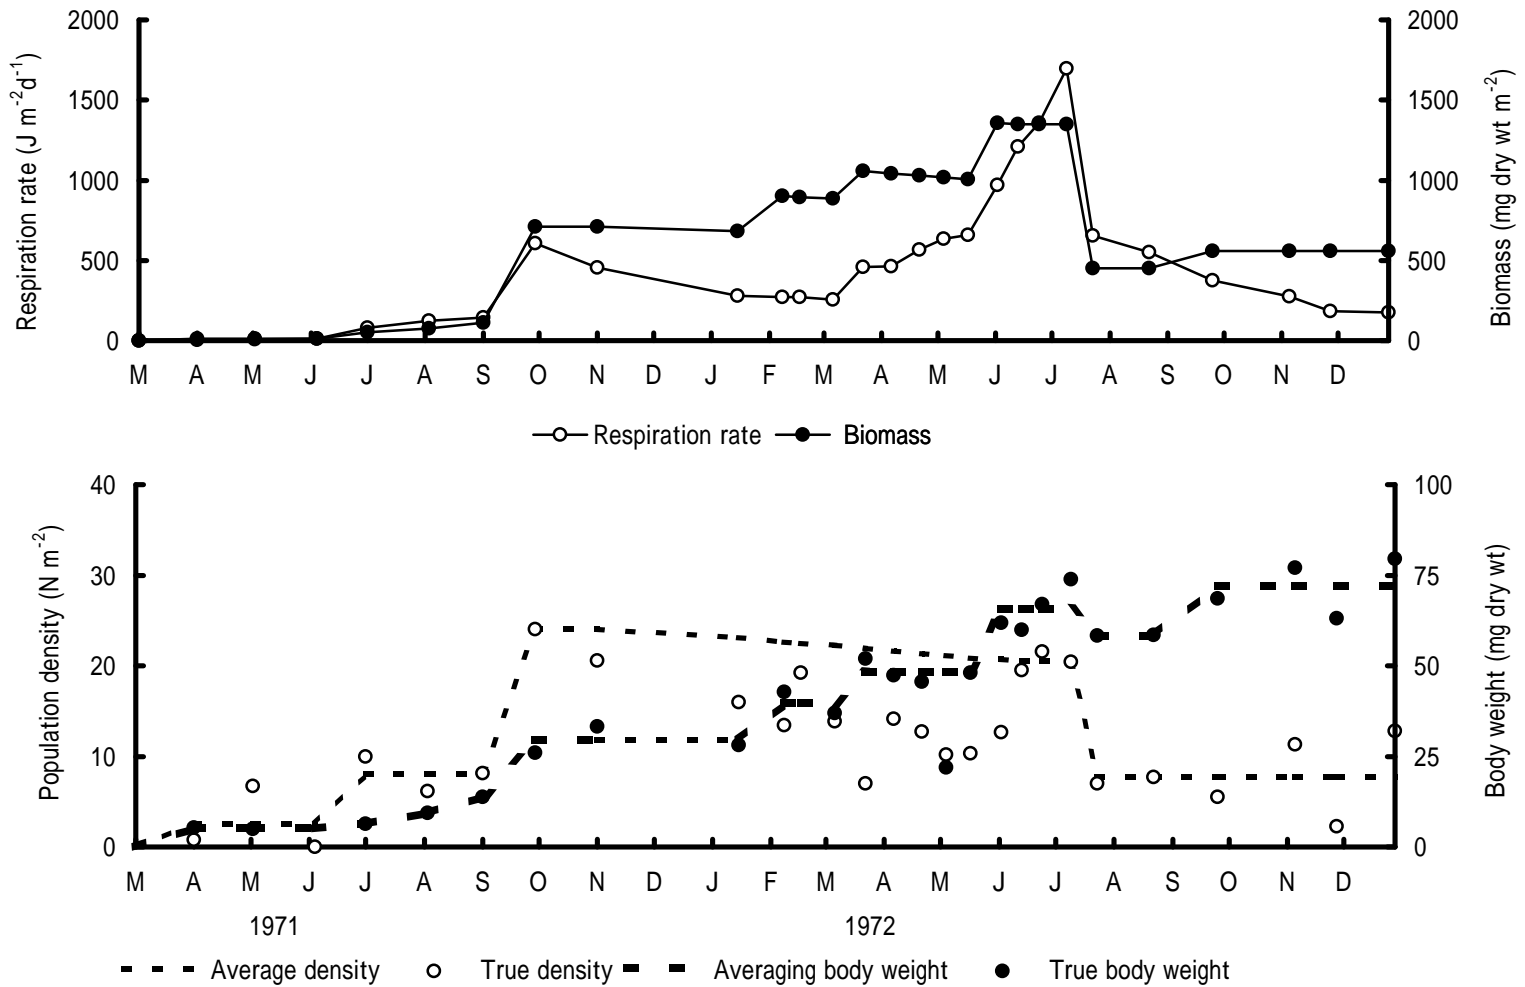 2000 2000
Respiration rate (J m⁻²d⁻¹)
Biomass (mg dry wt m⁻²)
1500 1500
1000 1000
500 500
0 0
M A M J J A S O N D J F M A M J J A S O N D
Respiration rate Biomass
40 100
Population density (N m⁻²)
Body weight (mg dry wt)
30 75
20 50
10 25
0 0
M A M J J A S O N D J F M A M J J A S O N D
1971 1972
Average density True density Averaging body weight True body weight